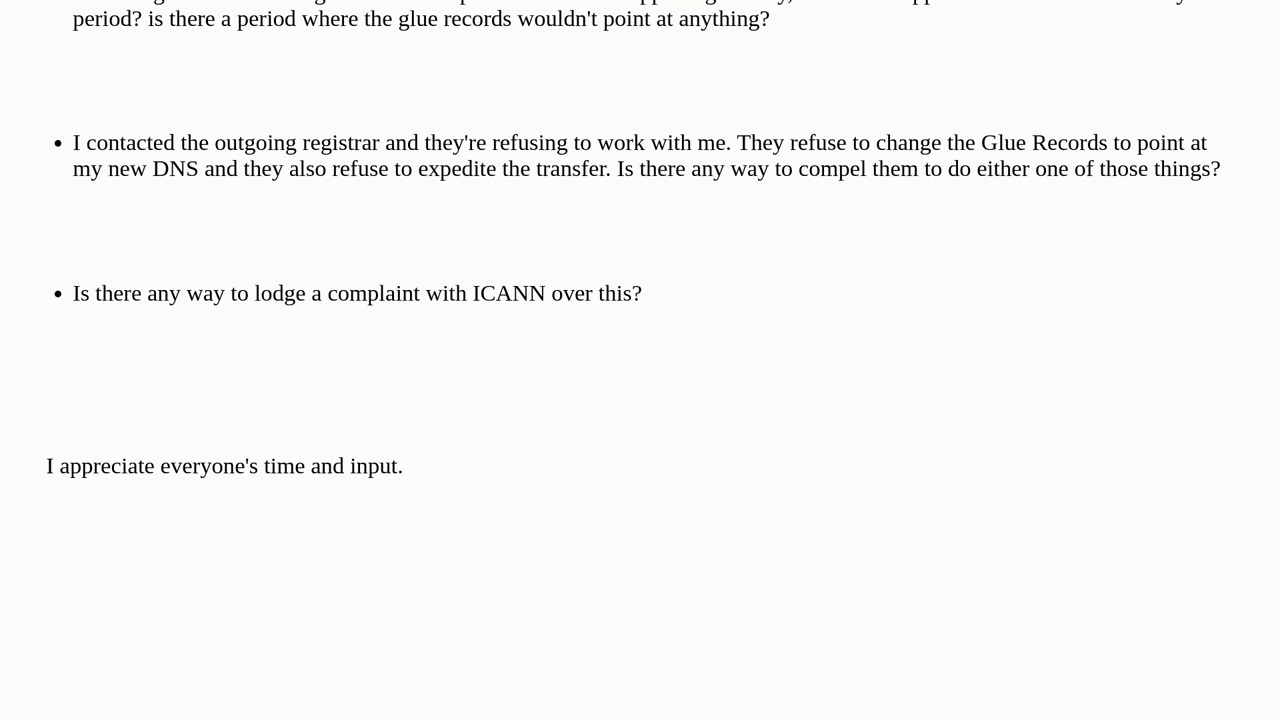 period? is there a period where the glue records wouldn't point at anything?
• I contacted the outgoing registrar and they're refusing to work with me. They refuse to change the Glue Records to point at
my new DNS and they also refuse to expedite the transfer. Is there any way to compel them to do either one of those things?
• Is there any way to lodge a complaint with ICANN over this?
I appreciate everyone's time and input.